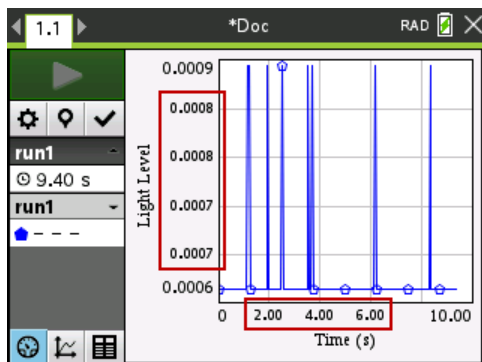 1.1 *Doc RAD
run1
9.40 s
run1
Light Level
0.0009
0.0008
0.0008
0.0007
0.0007
0.0006
0 2.00 4.00 6.00 10.00
Time (s)